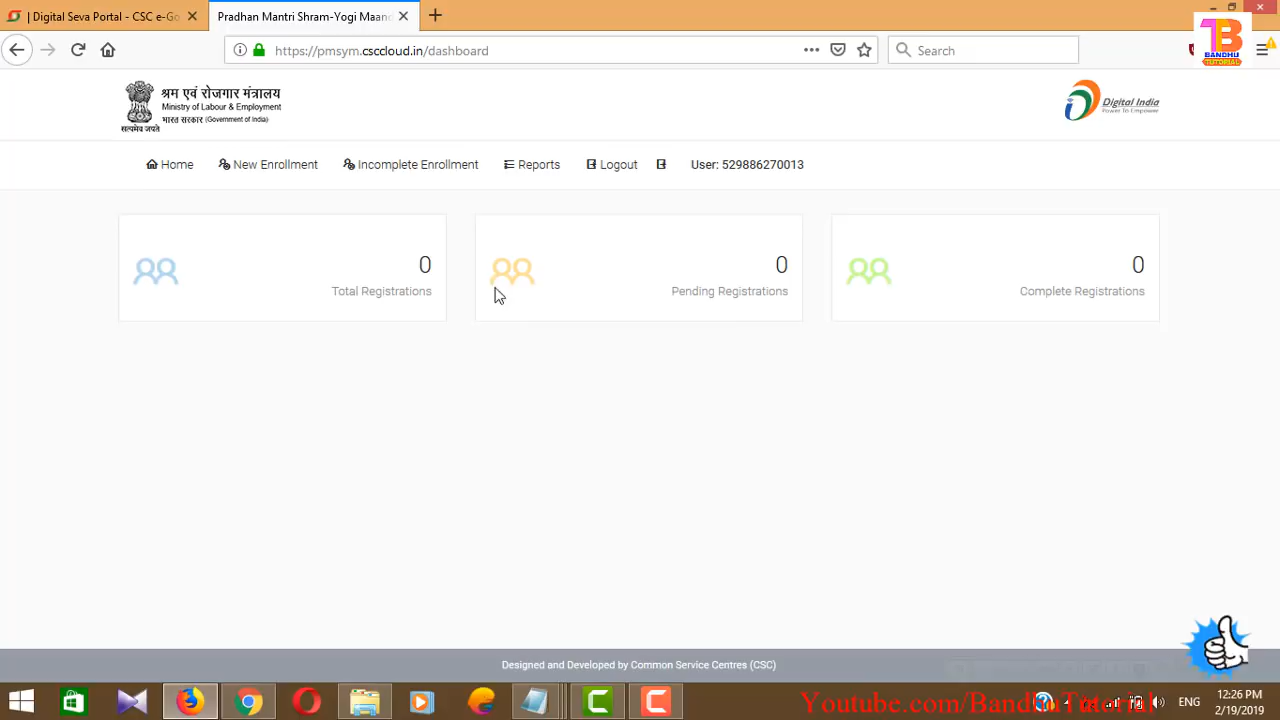 | Digital Seva Portal - CSC e-Go
Pradhan Mantri Shram-Yogi Maan
https://pmsym.csccloud.in/dashboard
Search
BANDHU
TUTORIAL
श्रम एवं रोजगार मंत्रालय
Ministry of Labour & Employment
भारत सरकार (Government of India)
सत्यमेव जयते
Digital India
Power To Empower
Home
New Enrollment
Incomplete Enrollment
Reports
Logout
User: 529886270013
0
Total Registrations
0
Pending Registrations
0
Complete Registrations
Designed and Developed by Common Service Centres (CSC)
Youtube.com/BandhuTutorial
ENG
12:26 PM
2/19/2019